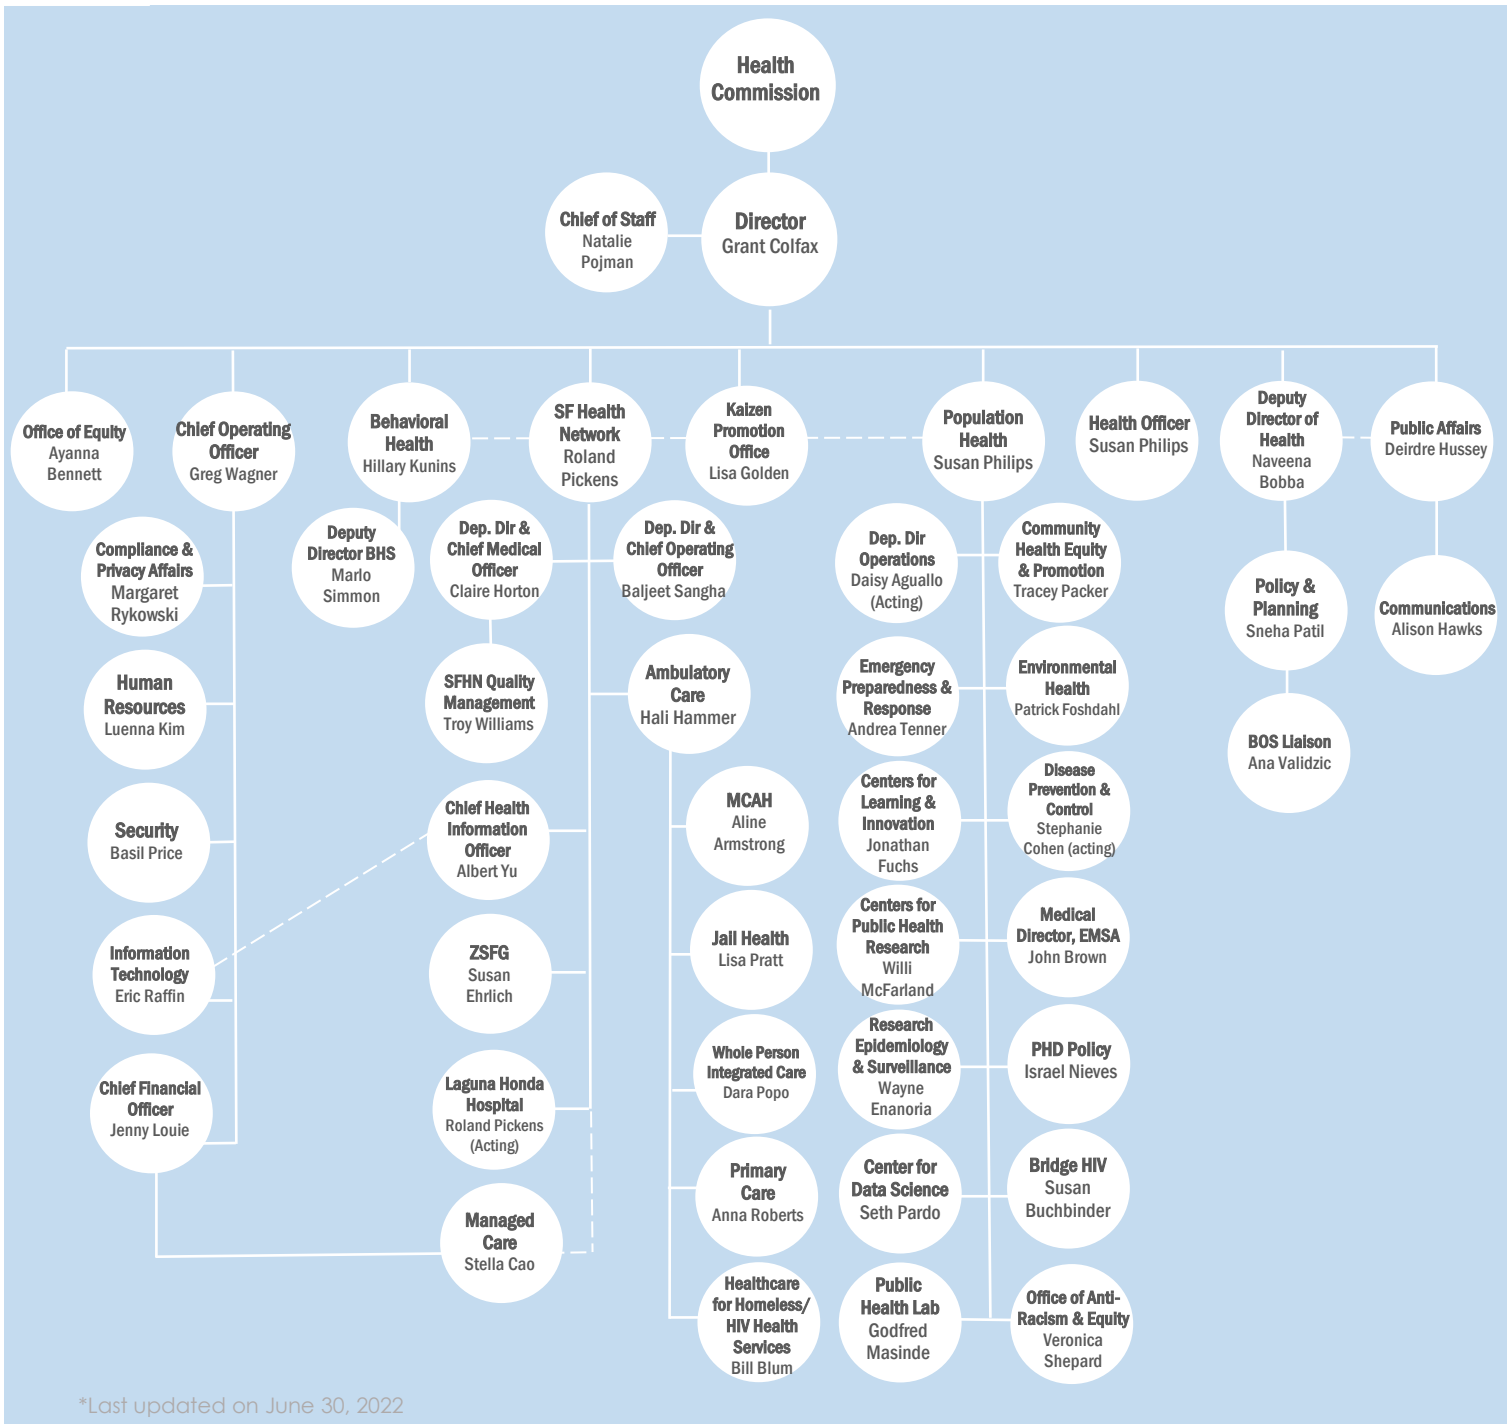 Health
Commission
Chief of Staff
Natalie
Pojman
Director
Grant Colfax
Office of Equity
Ayanna
Bennett
Chief Operating
Officer
Greg Wagner
Behavioral
Health
Hillary Kunins
SF Health
Network
Roland
Pickens
Kaizen
Promotion
Office
Lisa Golden
Population
Health
Susan Philips
Health Officer
Susan Philips
Deputy
Director of
Health
Naveena
Bobba
Public Affairs
Deirdre Hussey
Compliance &
Privacy Affairs
Margaret
Rykowski
Human
Resources
Luenna Kim
Security
Basil Price
Information
Technology
Eric Raffin
Chief Financial
Officer
Jenny Louie
Deputy
Director BHS
Marlo
Simmon
Dep. Dir &
Chief Medical
Officer
Claire Horton
Dep. Dir &
Chief Operating
Officer
Baljeet Sangha
SFHN Quality
Management
Troy Williams
Chief Health
Information
Officer
Albert Yu
ZSFG
Susan
Ehrlich
Laguna Honda
Hospital
Roland Pickens
(Acting)
Managed
Care
Stella Cao
Ambulatory
Care
Hali Hammer
MCAH
Aline
Armstrong
Jail Health
Lisa Pratt
Whole Person
Integrated Care
Dara Popo
Primary
Care
Anna Roberts
Healthcare
for Homeless/
HIV Health
Services
Bill Blum
Dep. Dir
Operations
Daisy Aguallo
(Acting)
Community
Health Equity
& Promotion
Tracey Packer
Emergency
Preparedness &
Response
Andrea Tenner
Environmental
Health
Patrick Foshdahl
Centers for
Learning &
Innovation
Jonathan
Fuchs
Disease
Prevention &
Control
Stephanie
Cohen (acting)
Centers for
Public Health
Research
Willi
McFarland
Medical
Director, EMSA
John Brown
Research
Epidemiology
& Surveillance
Wayne
Enanoria
PHD Policy
Israel Nieves
Center for
Data Science
Seth Pardo
Bridge HIV
Susan
Buchbinder
Public
Health Lab
Godfred
Masinde
Office of Anti-
Racism & Equity
Veronica
Shepard
Policy &
Planning
Sneha Patil
BOS Liaison
Ana Validzic
Communications
Alison Hawks
*Last updated on June 30, 2022